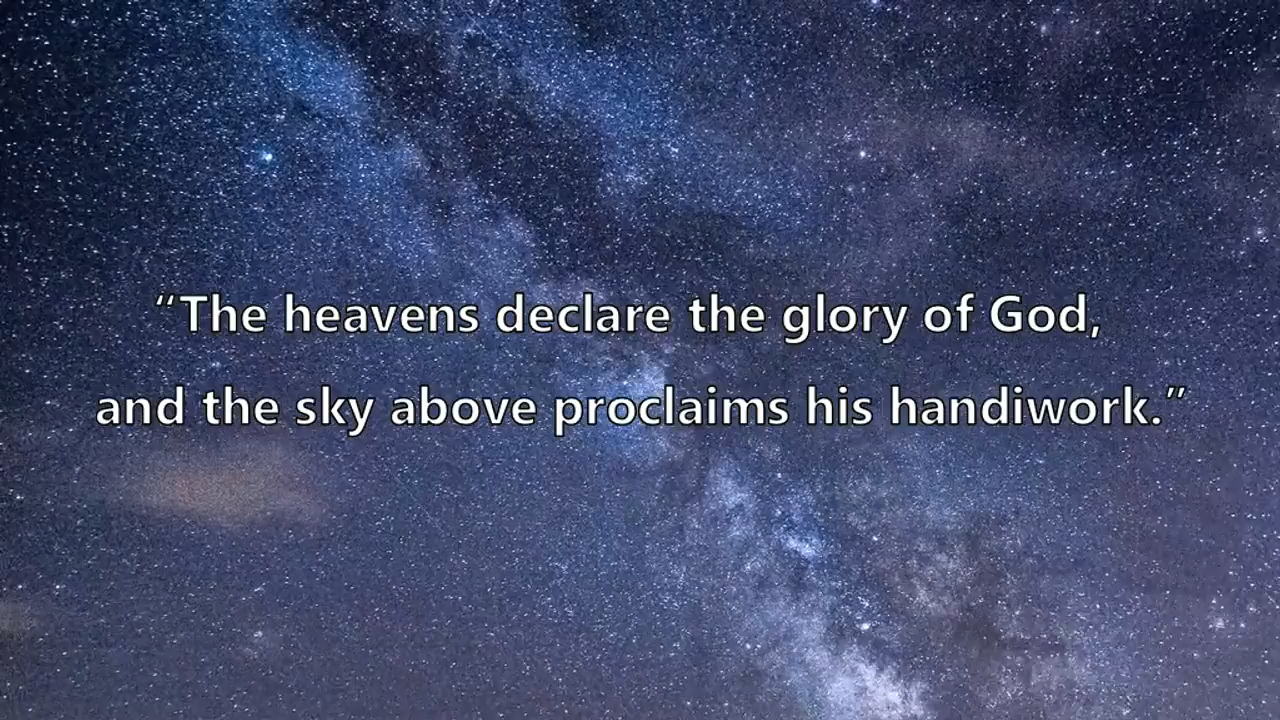 “The heavens declare the glory of God,
and the sky above proclaims his handiwork.”